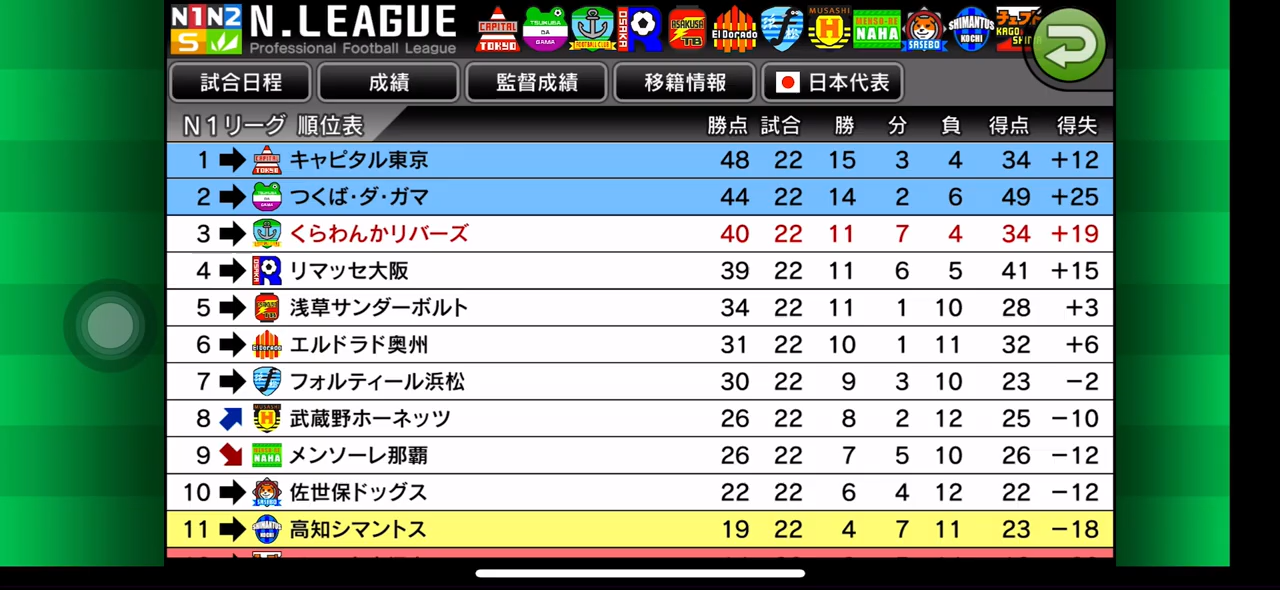 N1 N2
S
N. LEAGUE
Professional Football League
CAPITAL TOKYO
TSUKUBA DA GAMA
FOOTBALL CLUB
OSAKA R
ASAKUSA TB
El Dorado
f
MUSASHI H
MENSO-RE NAHA
SASEBO
SHIMANTUS KOCHI
試合日程 成績 監督成績 移籍情報 日本代表
N1リーグ 順位表 勝点 試合 勝 分 負 得点 得失
1 キャピタル東京 48 22 15 3 4 34 +12
2 つくば・ダ・ガマ 44 22 14 2 6 49 +25
3 くらわんかリバーズ 40 22 11 7 4 34 +19
4 リマッセ大阪 39 22 11 6 5 41 +15
5 浅草サンダーボルト 34 22 11 1 10 28 +3
6 エルドラド奥州 31 22 10 1 11 32 +6
7 フォルティール浜松 30 22 9 3 10 23 −2
8 武蔵野ホーネッツ 26 22 8 2 12 25 −10
9 メンソーレ那覇 26 22 7 5 10 26 −12
10 佐世保ドッグス 22 22 6 4 12 22 −12
11 高知シマントス 19 22 4 7 11 23 −18